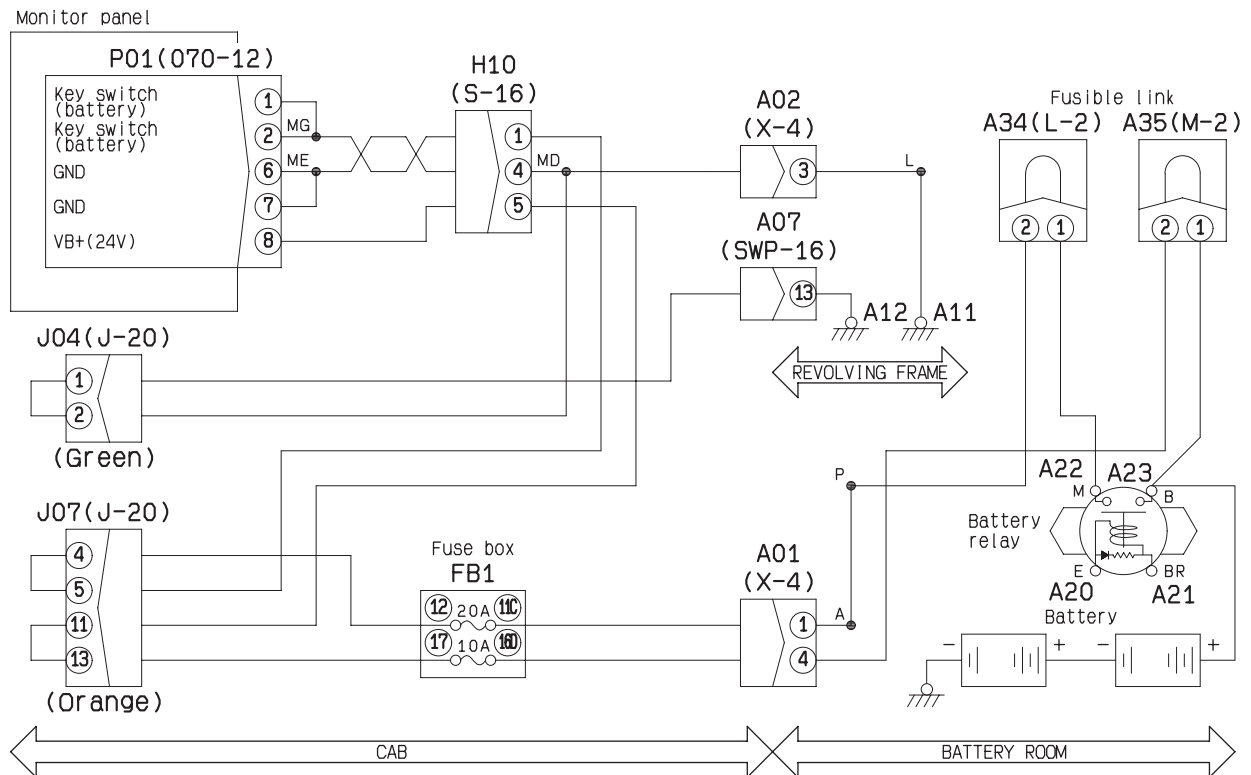 Monitor panel
P01(070-12)
Key switch
(battery)
Key switch
(battery)
GND
GND
VB+(24V)
1
2
6
7
8
MG
ME
H10
(S-16)
1
4
5
MD
A02
(X-4)
3
L
A07
(SWP-16)
13
A12
A11
REVOLVING FRAME
Fusible link
A34(L-2)
A35(M-2)
2
1
2
1
J04(J-20)
1
2
(Green)
J07(J-20)
4
5
11
13
(Orange)
Fuse box
FB1
12
20A
11C
17
10A
16D
A01
(X-4)
1
4
P
A
A22
A23
M
B
Battery
relay
E
BR
A20
A21
Battery
-
+
-
+
CAB
BATTERY ROOM